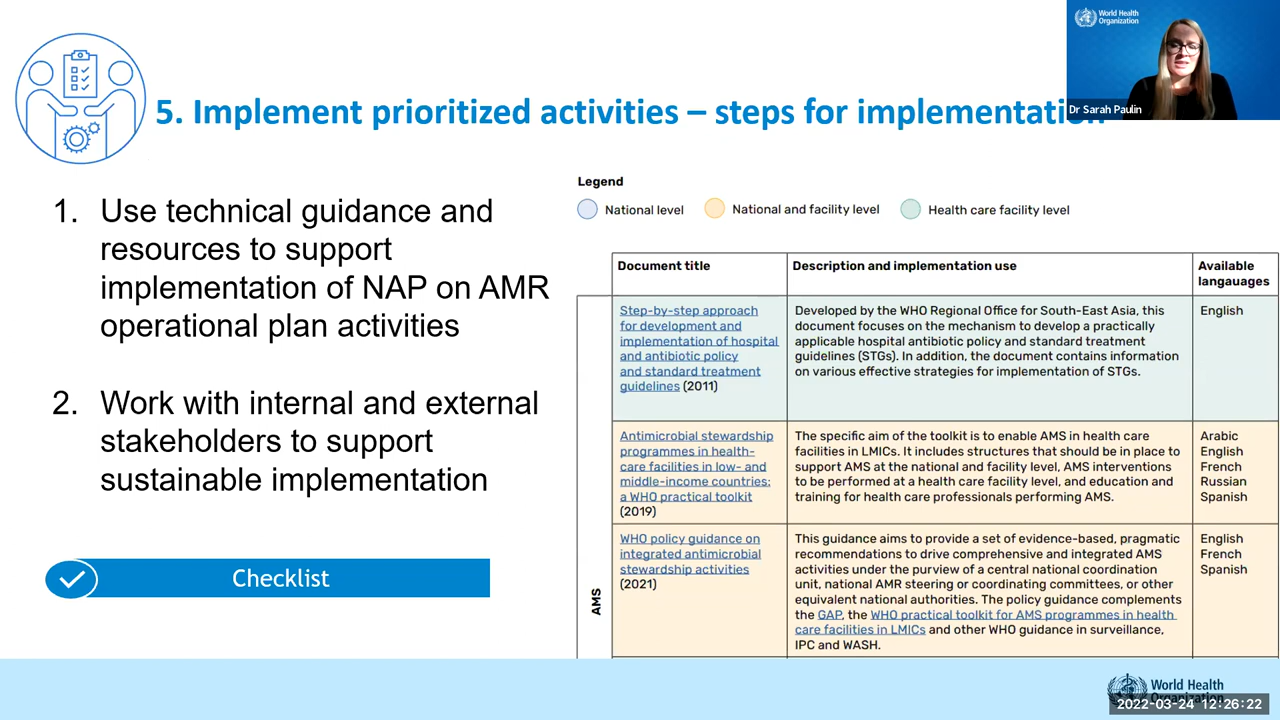 World Health
Organization
Dr Sarah Paulin
5. Implement prioritized activities – steps for implementation
1. Use technical guidance and
resources to support
implementation of NAP on AMR
operational plan activities
2. Work with internal and external
stakeholders to support
sustainable implementation
Checklist
Legend
National level
National and facility level
Health care facility level
Document title
Description and implementation use
Available
langauages
AMS
Step-by-step approach
for development and
implementation of hospital
and antibiotic policy
and standard treatment
guidelines (2011)
Developed by the WHO Regional Office for South-East Asia, this
document focuses on the mechanism to develop a practically
applicable hospital antibiotic policy and standard treatment
guidelines (STGs). In addition, the document contains information
on various effective strategies for implementation of STGs.
English
Antimicrobial stewardship
programmes in health-
care facilities in low- and
middle-income countries:
a WHO practical toolkit
(2019)
The specific aim of the toolkit is to enable AMS in health care
facilities in LMICs. It includes structures that should be in place to
support AMS at the national and facility level, AMS interventions
to be performed at a health care facility level, and education and
training for health care professionals performing AMS.
Arabic
English
French
Russian
Spanish
WHO policy guidance on
integrated antimicrobial
stewardship activities
(2021)
This guidance aims to provide a set of evidence-based, pragmatic
recommendations to drive comprehensive and integrated AMS
activities under the purview of a central national coordination
unit, national AMR steering or coordinating committees, or other
equivalent national authorities. The policy guidance complements
the GAP, the WHO practical toolkit for AMS programmes in health
care facilities in LMICs and other WHO guidance in surveillance,
IPC and WASH.
English
French
Spanish
World Health
Organization
2022-03-24 12:26:22